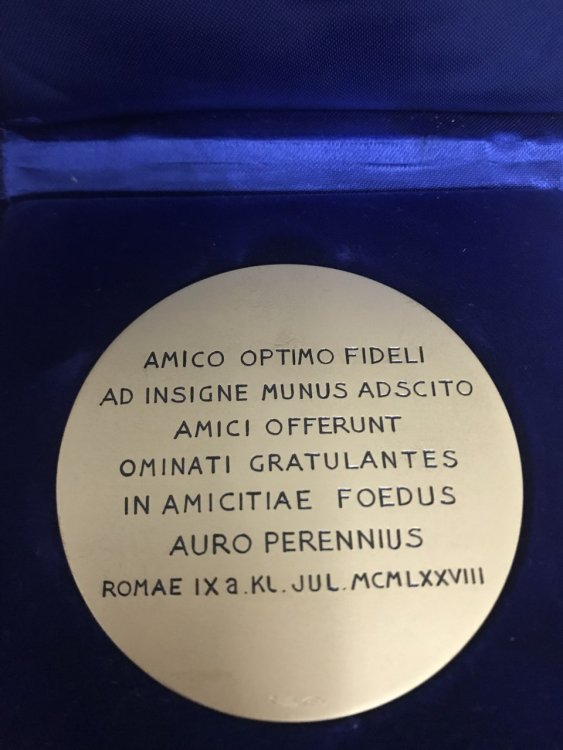 AMICO OPTIMO FIDELI
AD INSIGNE MUNUS ADSCITO
AMICI OFFERUNT
OMINATI GRATULANTES
IN AMICITIAE FOEDUS
AURO PERENNIUS
ROMAE IX a. KL. JUL. MCMLXXVIII